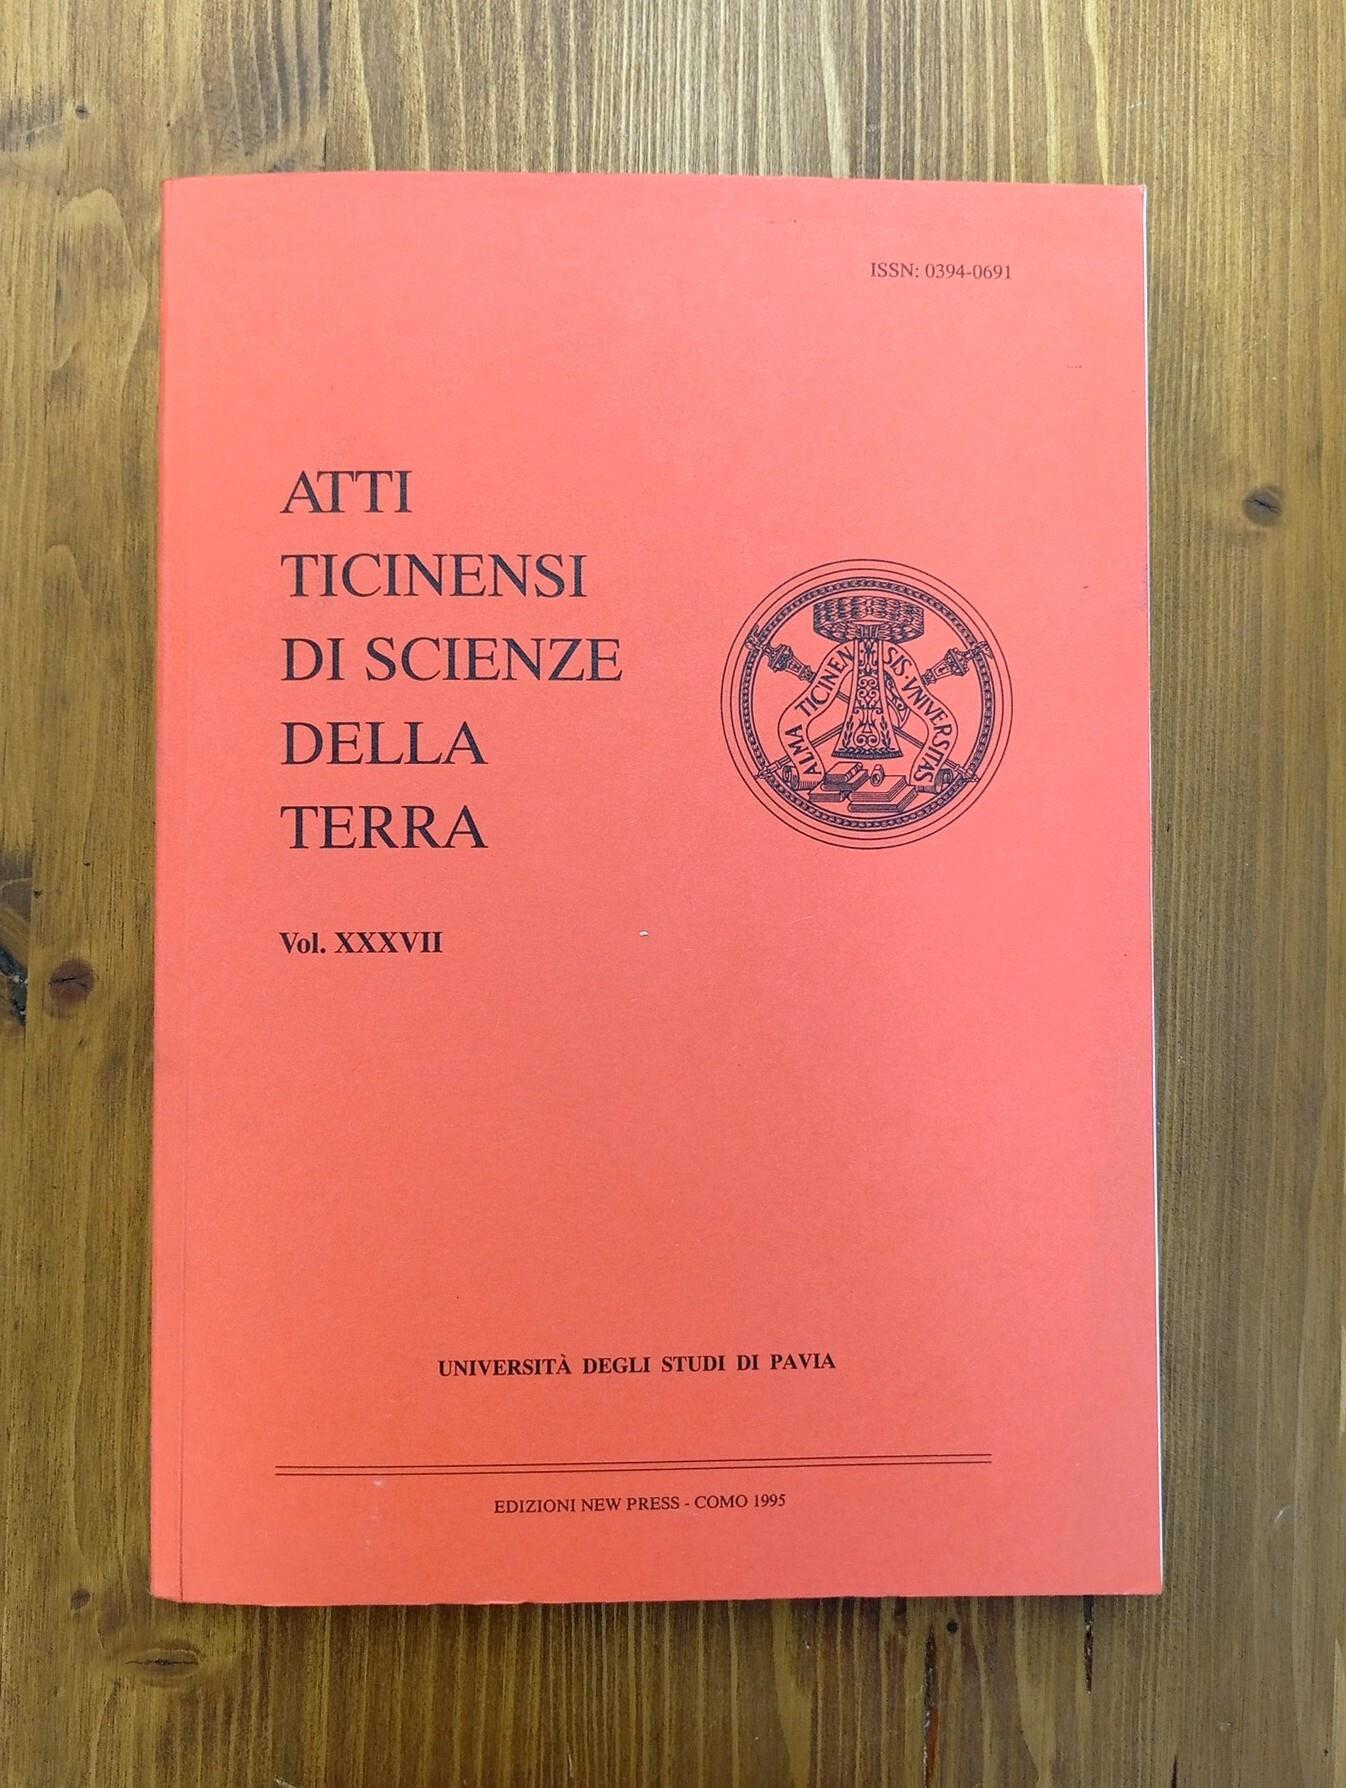 ISSN: 0394-0691
ATTI
TICINENSI
DI SCIENZE
DELLA
TERRA
ALMA TICINENSIS·VNIVERSITAS
Vol. XXXVII
UNIVERSITÀ DEGLI STUDI DI PAVIA
EDIZIONI NEW PRESS - COMO 1995